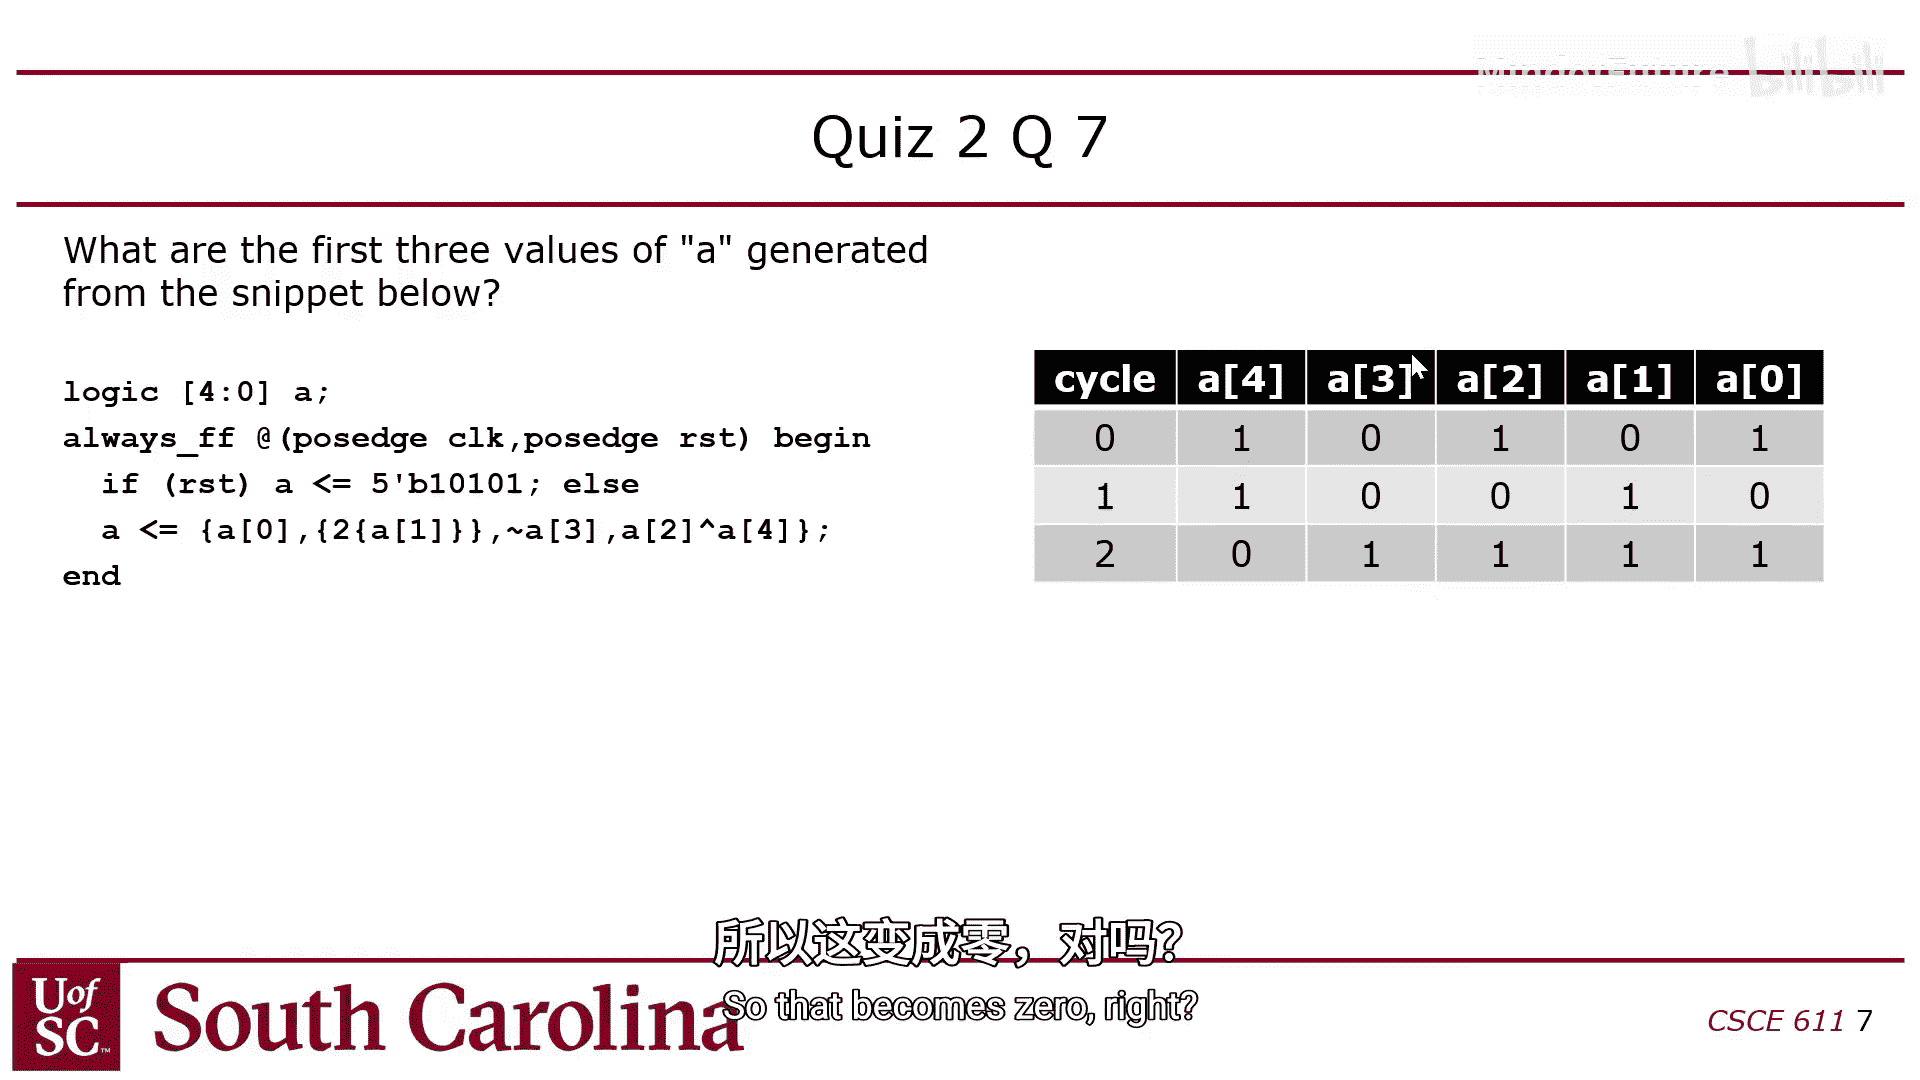 Quiz 2 Q 7
What are the first three values of "a" generated
from the snippet below?
logic [4:0] a;
always_ff @(posedge clk,posedge rst) begin
if (rst) a <= 5'b10101; else
a <= {a[0],{2{a[1]}},~a[3],a[2]^a[4]};
end
cycle a[4] a[3] a[2] a[1] a[0]
0 1 0 1 0 1
1 1 0 0 1 0
2 0 1 1 1 1
所以这变成零，对吗？
So that becomes zero, right?
UofSC™
South Carolina
CSCE 611 7
bilibili